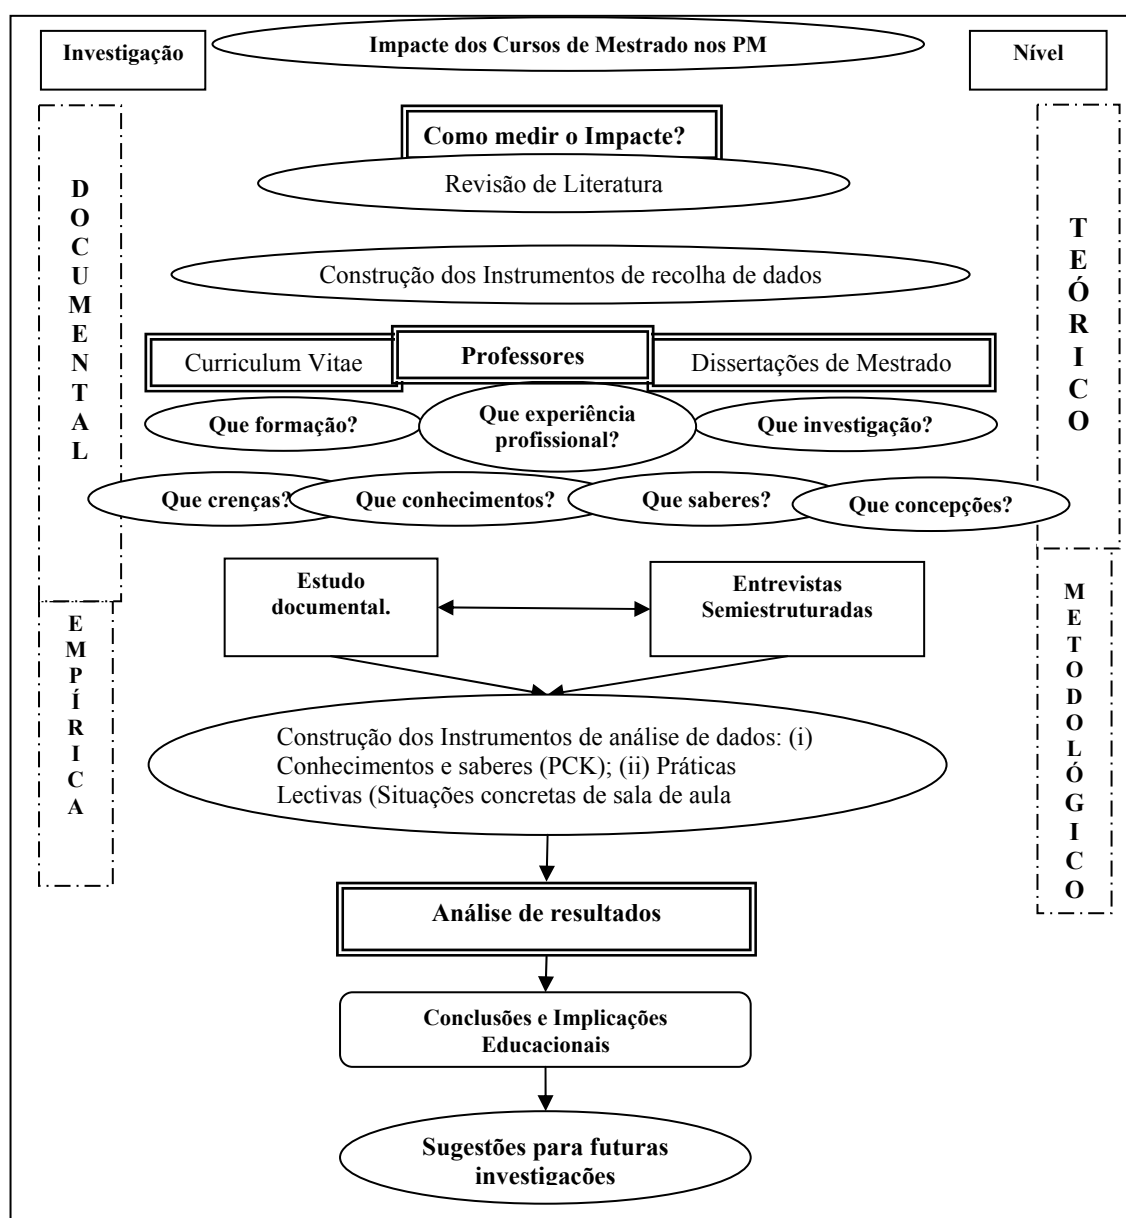 Impacte dos Cursos de Mestrado nos PM
Investigação
Nível
Como medir o Impacte?
Revisão de Literatura
DOCUMENTAL
TEÓRICO
Construção dos Instrumentos de recolha de dados
Curriculum Vitae
Professores
Dissertações de Mestrado
Que formação?
Que experiência
profissional?
Que investigação?
Que crenças?
Que conhecimentos?
Que saberes?
Que concepções?
Estudo
documental.
Entrevistas
Semiestruturadas
EMPÍRICA
METODOLÓGICO
Construção dos Instrumentos de análise de dados: (i)
Conhecimentos e saberes (PCK); (ii) Práticas
Lectivas (Situações concretas de sala de aula
Análise de resultados
Conclusões e Implicações
Educacionais
Sugestões para futuras
investigações